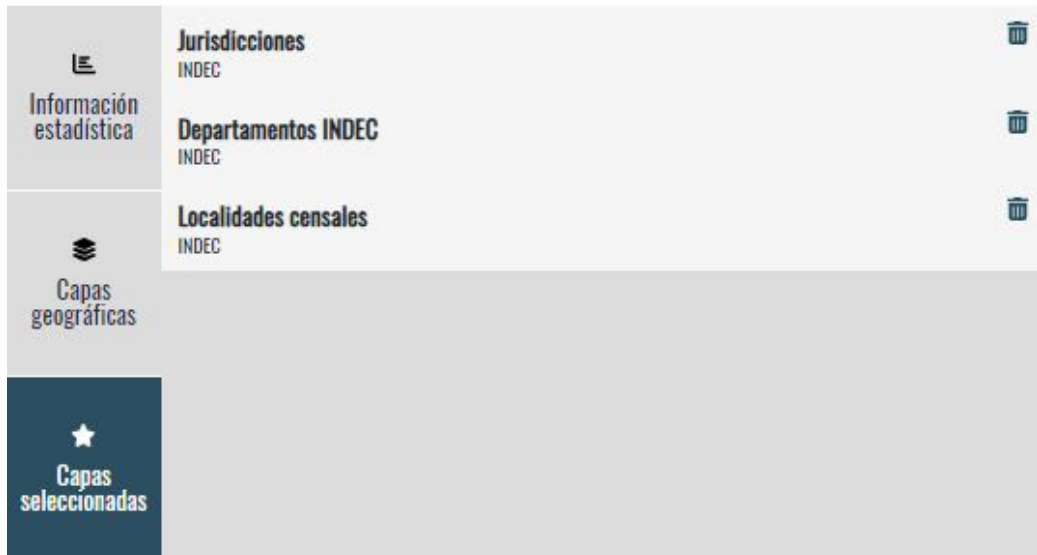 Información
estadística
Capas
geográficas
Capas
seleccionadas
Jurisdicciones
INDEC
Departamentos INDEC
INDEC
Localidades censales
INDEC